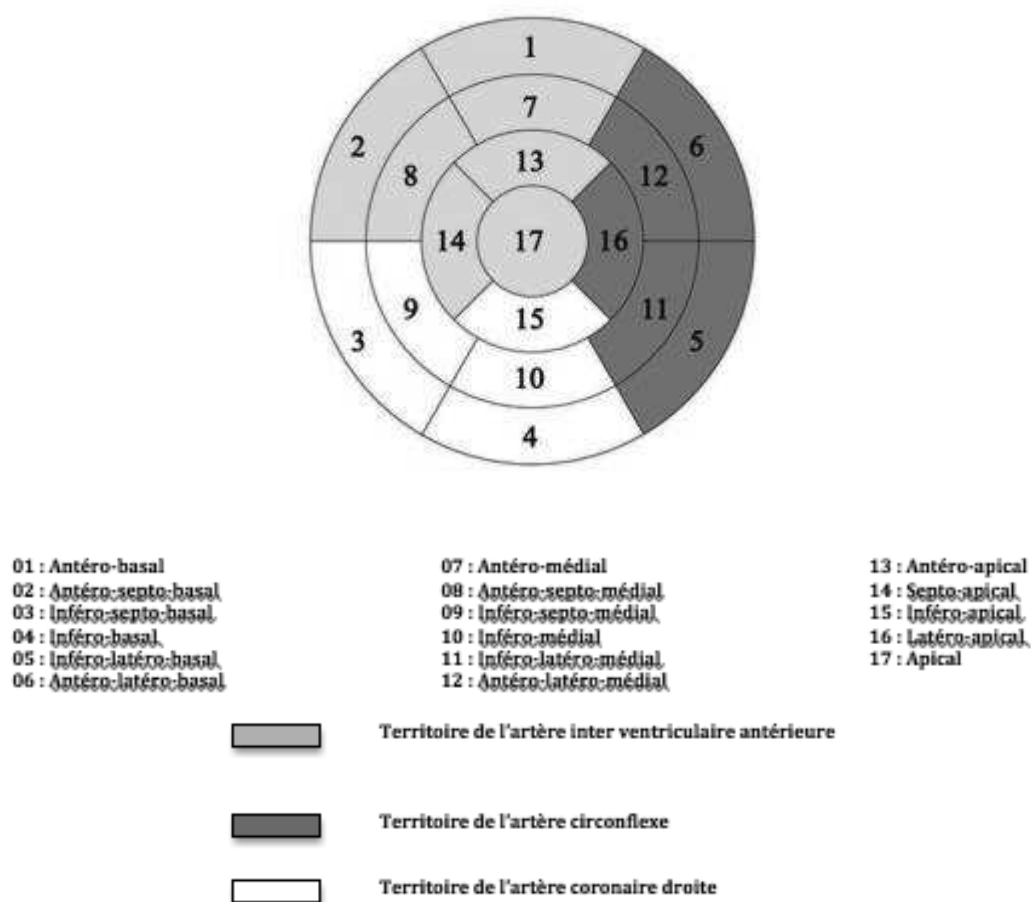 1
7
2
6
13
8
12
14
17
16
9
15
11
3
5
10
4
01 : Antéro-basal
02 : Antéro-septo-basal
03 : Inféro-septo-basal
04 : Inféro-basal
05 : Inféro-latéro-basal
06 : Antéro-latéro-basal
07 : Antéro-médial
08 : Antéro-septo-médial
09 : Inféro-septo-médial
10 : Inféro-médial
11 : Inféro-latéro-médial
12 : Antéro-latéro-médial
13 : Antéro-apical
14 : Septo-apical
15 : Inféro-apical
16 : Latéro-apical
17 : Apical
Territoire de l'artère inter ventriculaire antérieure
Territoire de l'artère circonflexe
Territoire de l'artère coronaire droite